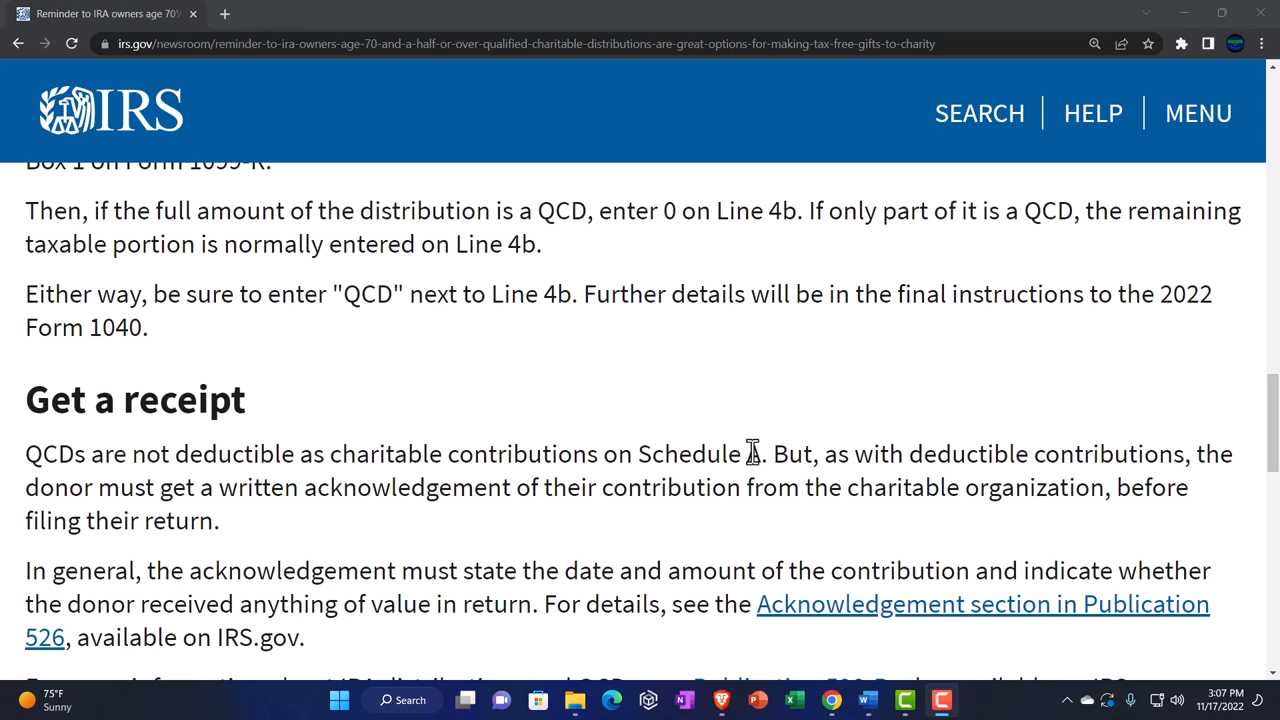 Reminder to IRA owners age 70½
irs.gov/newsroom/reminder-to-ira-owners-age-70-and-a-half-or-over-qualified-charitable-distributions-are-great-options-for-making-tax-free-gifts-to-charity
IRS
SEARCH
HELP
MENU
Box 1 on Form 1099-R.
Then, if the full amount of the distribution is a QCD, enter 0 on Line 4b. If only part of it is a QCD, the remaining
taxable portion is normally entered on Line 4b.
Either way, be sure to enter "QCD" next to Line 4b. Further details will be in the final instructions to the 2022
Form 1040.
Get a receipt
QCDs are not deductible as charitable contributions on Schedule . But, as with deductible contributions, the
donor must get a written acknowledgement of their contribution from the charitable organization, before
filing their return.
In general, the acknowledgement must state the date and amount of the contribution and indicate whether
the donor received anything of value in return. For details, see the Acknowledgement section in Publication
526, available on IRS.gov.
75°F
Sunny
Search
3:07 PM
11/17/2022